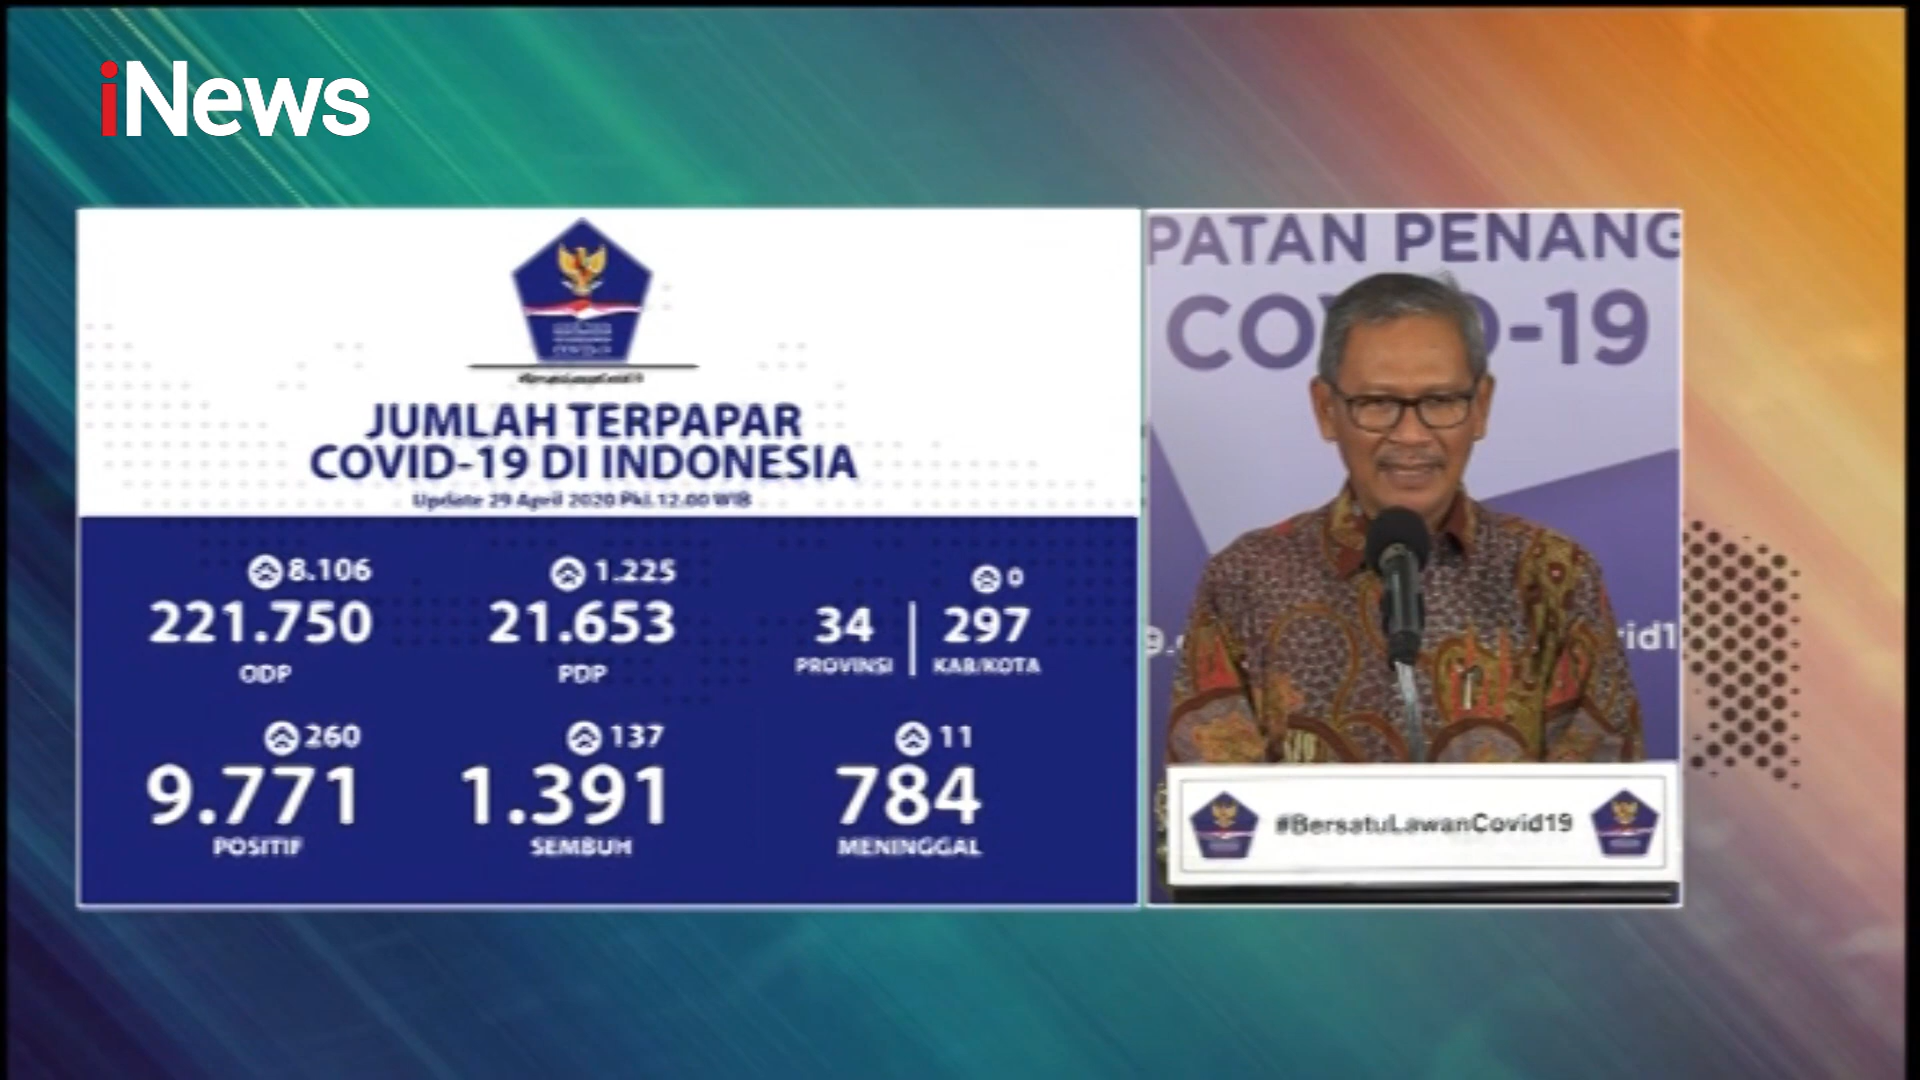 iNews
JUMLAH TERPAPAR
COVID-19 DI INDONESIA
Update 29 April 2020 Pkl. 12.00 WIB
8.106
221.750
ODP
1.225
21.653
PDP
34
PROVINSI
0
297
KAB/KOTA
260
9.771
POSITIF
137
1.391
SEMBUH
11
784
MENINGGAL
PATAN PENANG
COVID-19
#BersatuLawanCovid19